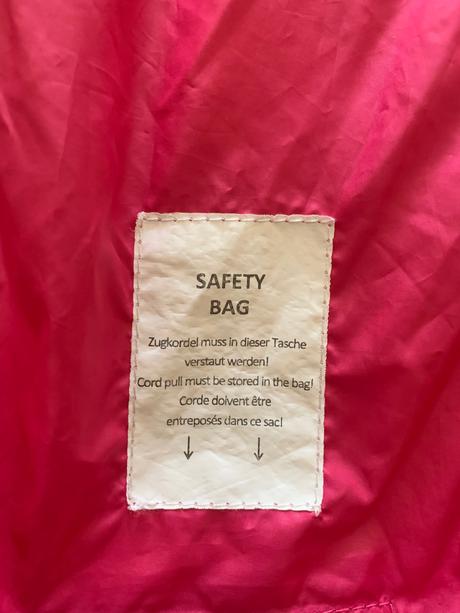 SAFETY
BAG
Zugkordel muss in dieser Tasche
verstaut werden!
Cord pull must be stored in the bag!
Corde doivent être
entreposés dans ce sac!